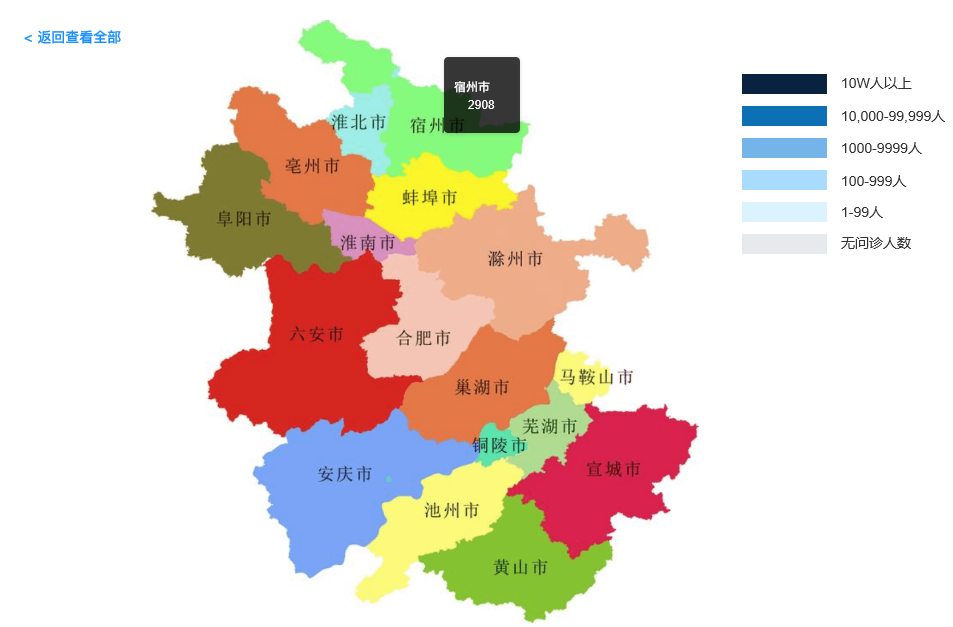 < 返回查看全部
宿州市
2908
淮北市
宿州市
亳州市
蚌埠市
阜阳市
淮南市
滁州市
六安市
合肥市
巢湖市
马鞍山市
芜湖市
铜陵市
安庆市
宣城市
池州市
黄山市
10W人以上
10,000-99,999人
1000-9999人
100-999人
1-99人
无问诊人数